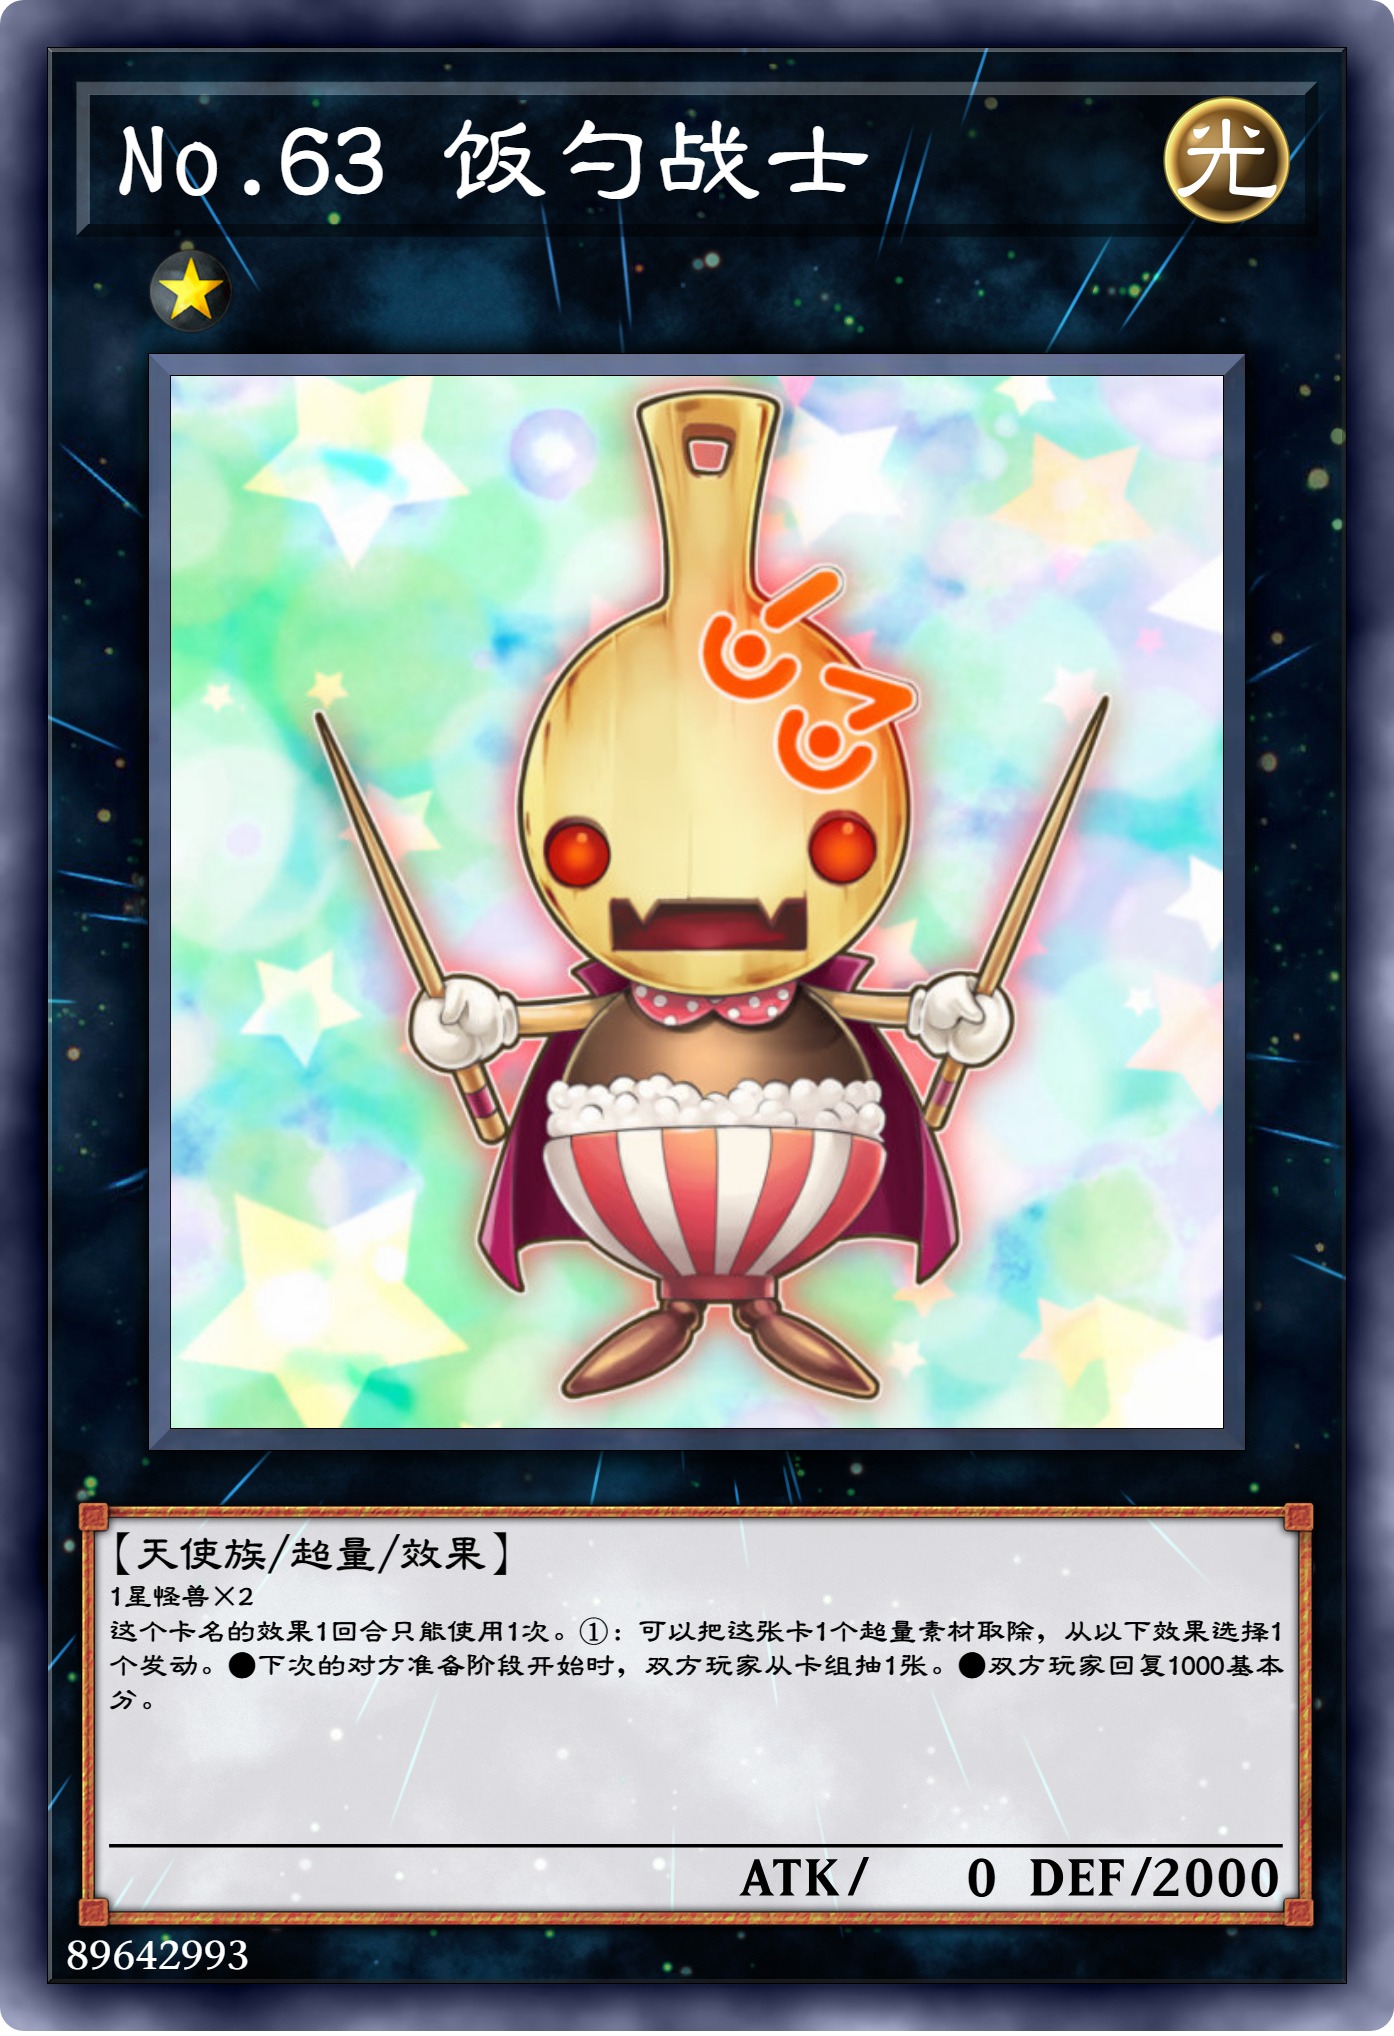 No.63 饭勺战士
光
【天使族/超量/效果】
1星怪兽×2
这个卡名的效果1回合只能使用1次。①：可以把这张卡1个超量素材取除，从以下效果选择1
个发动。●下次的对方准备阶段开始时，双方玩家从卡组抽1张。●双方玩家回复1000基本
分。
ATK/ 0 DEF/2000
89642993